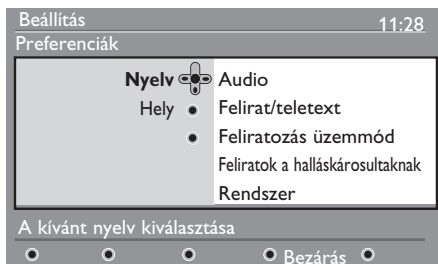 Beállítás 11:28
Preferenciák
Nyelv Audio
Hely Felirat/teletext
Feliratozás üzemmód
Feliratok a halláskárosultaknak
Rendszer
A kívánt nyelv kiválasztása
Bezárás